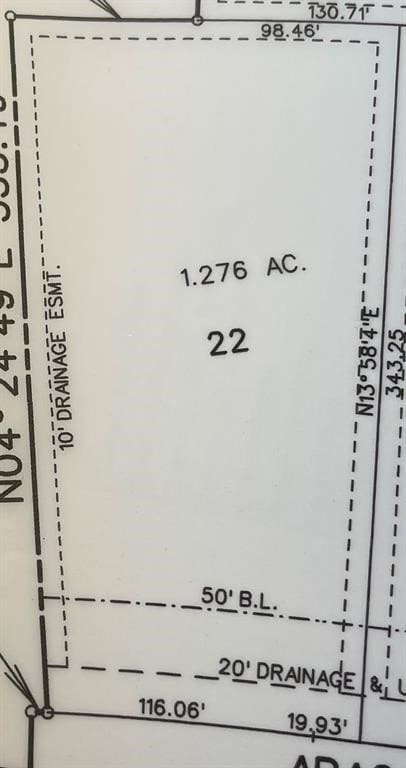 130.71'
98.46'
1.276 AC.
22
10' DRAINAGE ESMT.
N04° 24' 49" E
N13° 58' 4" E
343.25
50' B.L.
20' DRAINAGE &
116.06'
19.93'